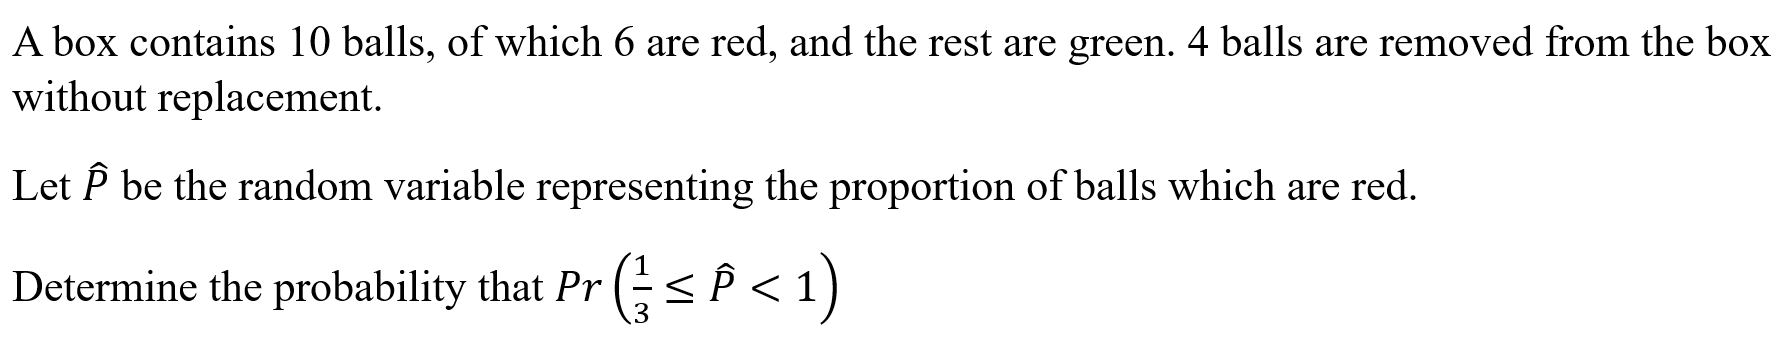 A box contains 10 balls, of which 6 are red, and the rest are green. 4 balls are removed from the box
without replacement.
Let P̂ be the random variable representing the proportion of balls which are red.
Determine the probability that Pr (1/3 ≤ P̂ < 1)